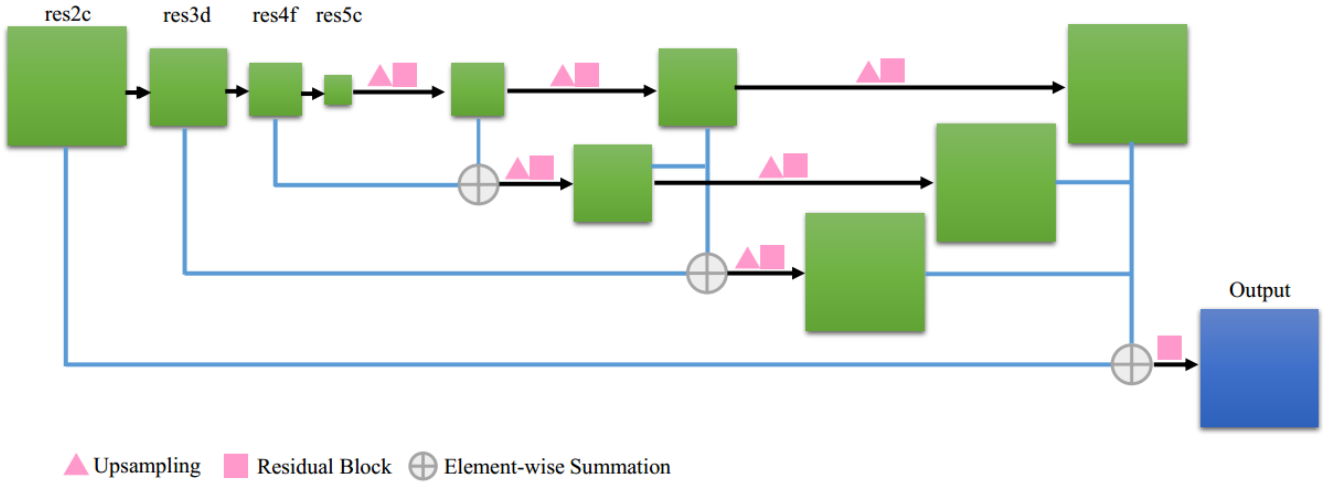 res2c
res3d
res4f
res5c
Output
Upsampling
Residual Block
Element-wise Summation